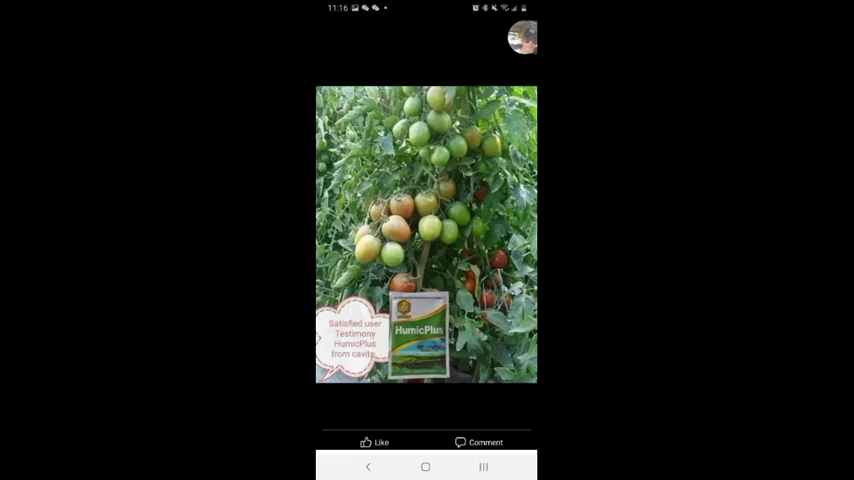 11:16
HumicPlus
Satisfied user
Testimony
HumicPlus
from cavite
Like
Comment